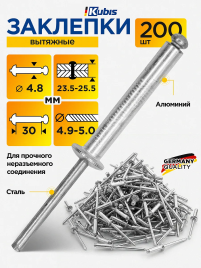 Kubis
ЗАКЛЕПКИ
ВЫТЯЖНЫЕ
200
ШТ
Ø 4.8
23.5-25.5
ММ
30
Ø 4.9-5.0
Алюминий
Для прочного
неразъемного
соединения
Сталь
GERMANY
QUALITY